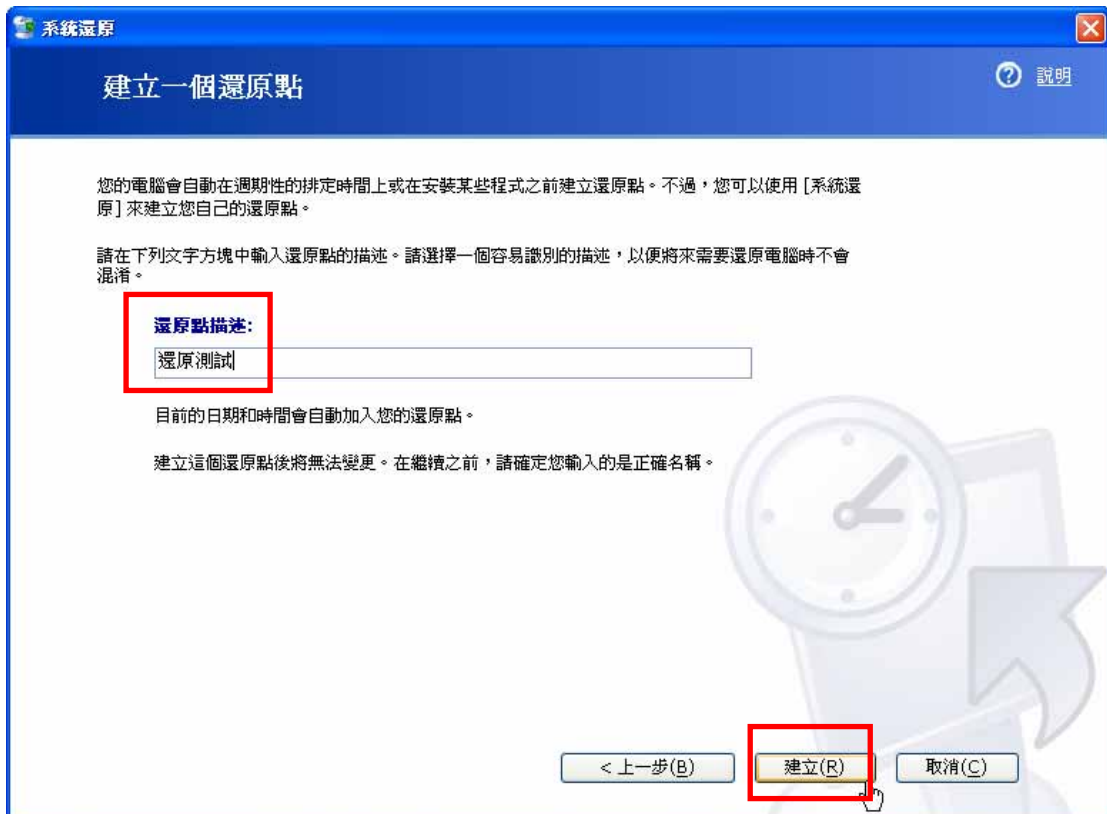 系統還原
建立一個還原點
說明
您的電腦會自動在週期性的排定時間上或在安裝某些程式之前建立還原點。不過，您可以使用 [系統還
原] 來建立您自己的還原點。
請在下列文字方塊中輸入還原點的描述。請選擇一個容易識別的描述，以便將來需要還原電腦時不會
混淆。
還原點描述:
還原測試
目前的日期和時間會自動加入您的還原點。
建立這個還原點後將無法變更。在繼續之前，請確定您輸入的是正確名稱。
< 上一步(B)
建立(R)
取消(C)